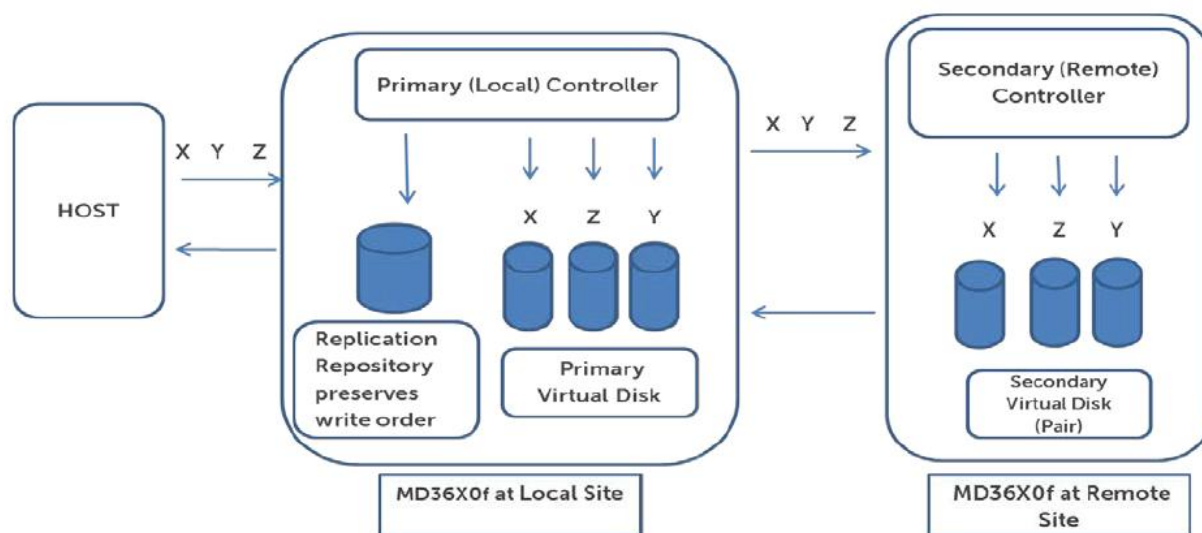 HOST
X Y Z
Primary (Local) Controller
X Z Y
Replication
Repository
preserves
write order
Primary
Virtual Disk
MD36X0f at Local Site
X Y Z
Secondary (Remote)
Controller
X Z Y
Secondary
Virtual Disk
(Pair)
MD36X0f at Remote
Site